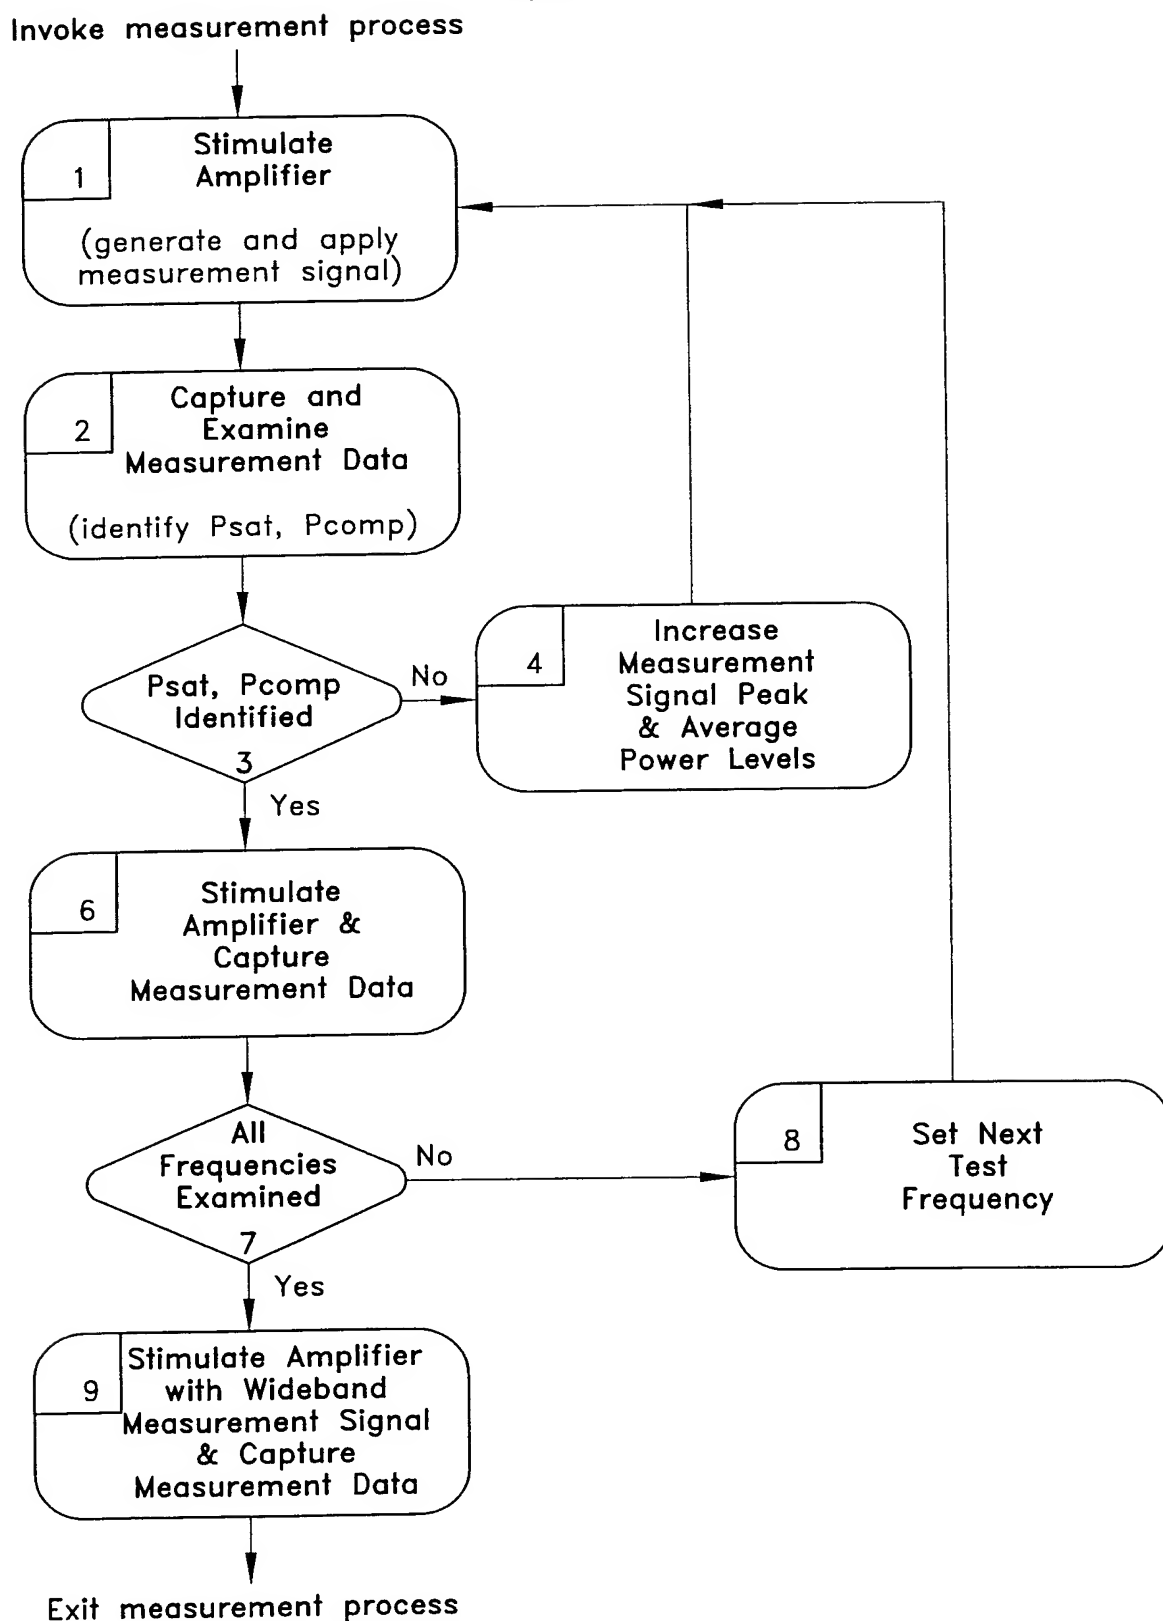 Invoke measurement process
1
Stimulate
Amplifier
(generate and apply
measurement signal)
2
Capture and
Examine
Measurement Data
(identify Psat, Pcomp)
Psat, Pcomp
Identified
3
No
Yes
4
Increase
Measurement
Signal Peak
& Average
Power Levels
6
Stimulate
Amplifier &
Capture
Measurement Data
All
Frequencies
Examined
7
No
Yes
8
Set Next
Test
Frequency
9
Stimulate Amplifier
with Wideband
Measurement Signal
& Capture
Measurement Data
Exit measurement process